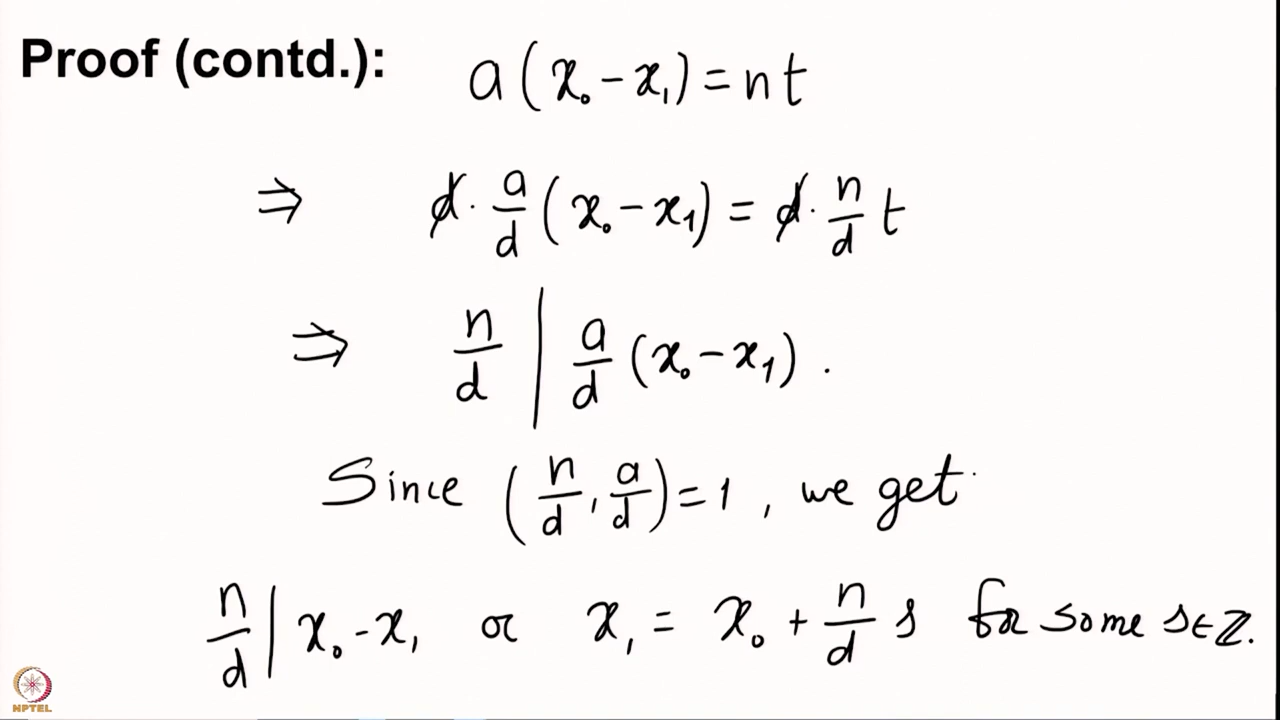 Proof (contd.): a(x₀ - x₁) = nt
⇒ d · a/d (x₀ - x₁) = d · n/d t
⇒ n/d | a/d (x₀ - x₁) .
Since (n/d, a/d) = 1 , we get
n/d | x₀ - x₁ or x₁ = x₀ + n/d s for some s∈ℤ.
NPTEL